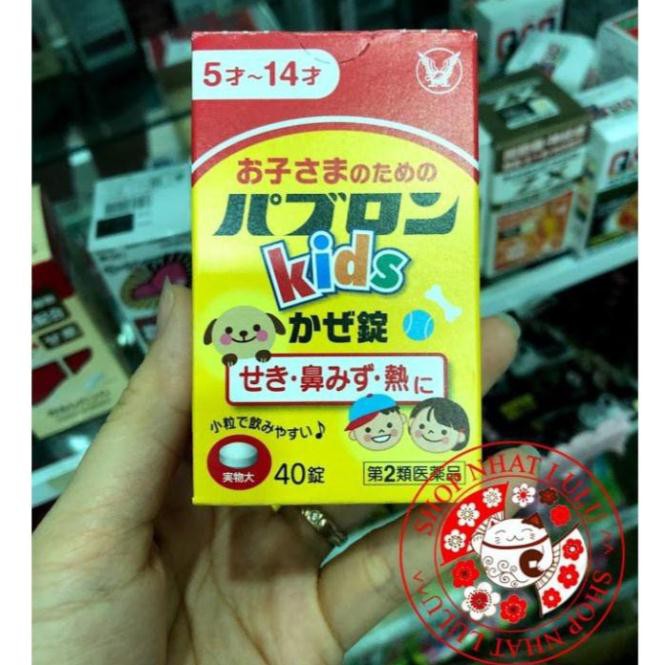 5才～14才
お子さまのための
パブロン
kids
かぜ錠
せき・鼻みず・熱に
小粒で飲みやすい♪
実物大
40錠
第2類医薬品
SHOP NHAT LULU
SHOP NHAT LULU